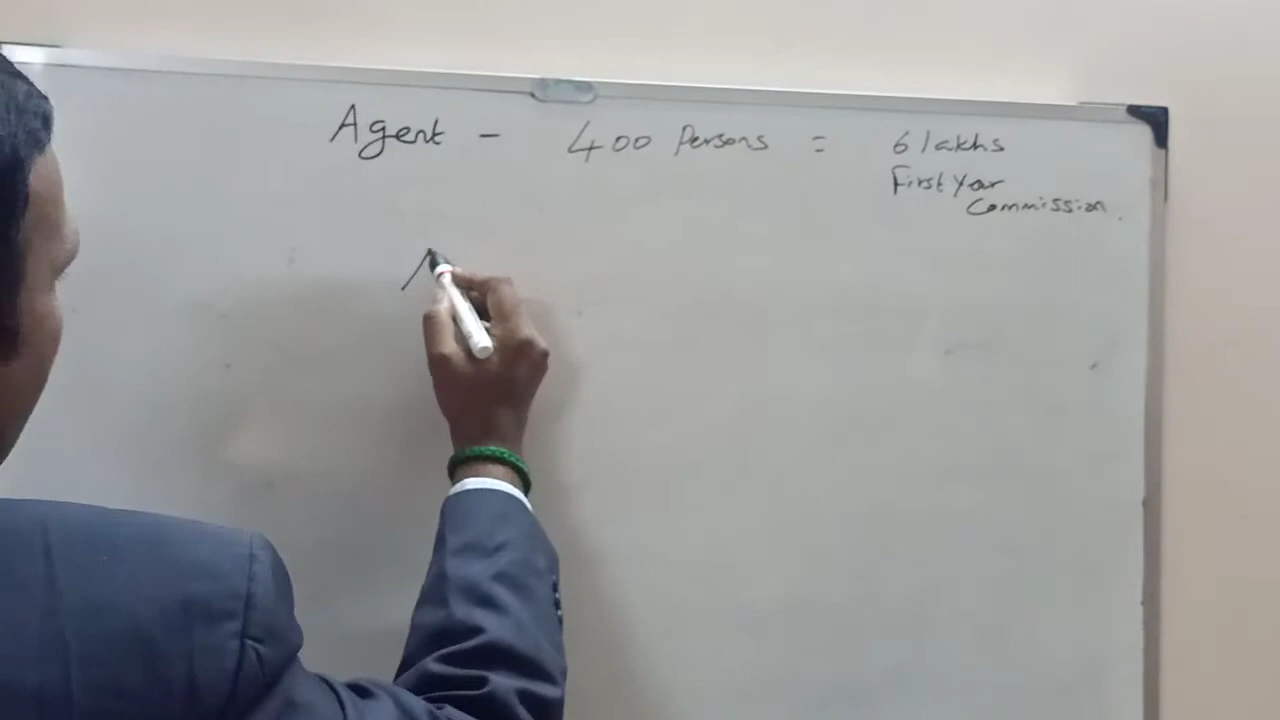 Agent - 400 Persons = 6 lakhs
First Year
Commission.